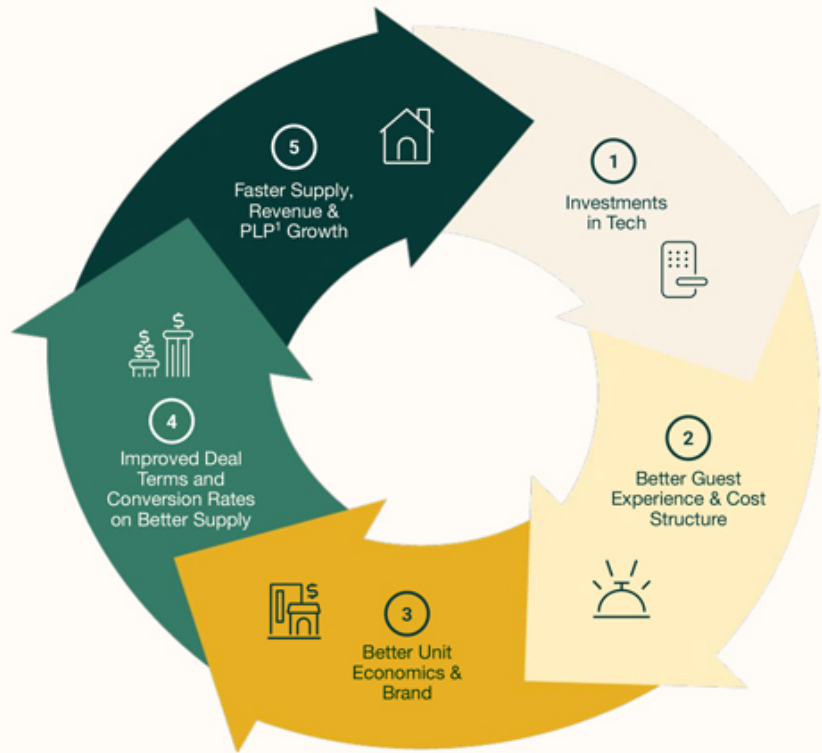 1
Investments
in Tech
2
Better Guest
Experience & Cost
Structure
3
Better Unit
Economics &
Brand
$
4
Improved Deal
Terms and
Conversion Rates
on Better Supply
$
$$
$
5
Faster Supply,
Revenue &
PLP¹ Growth